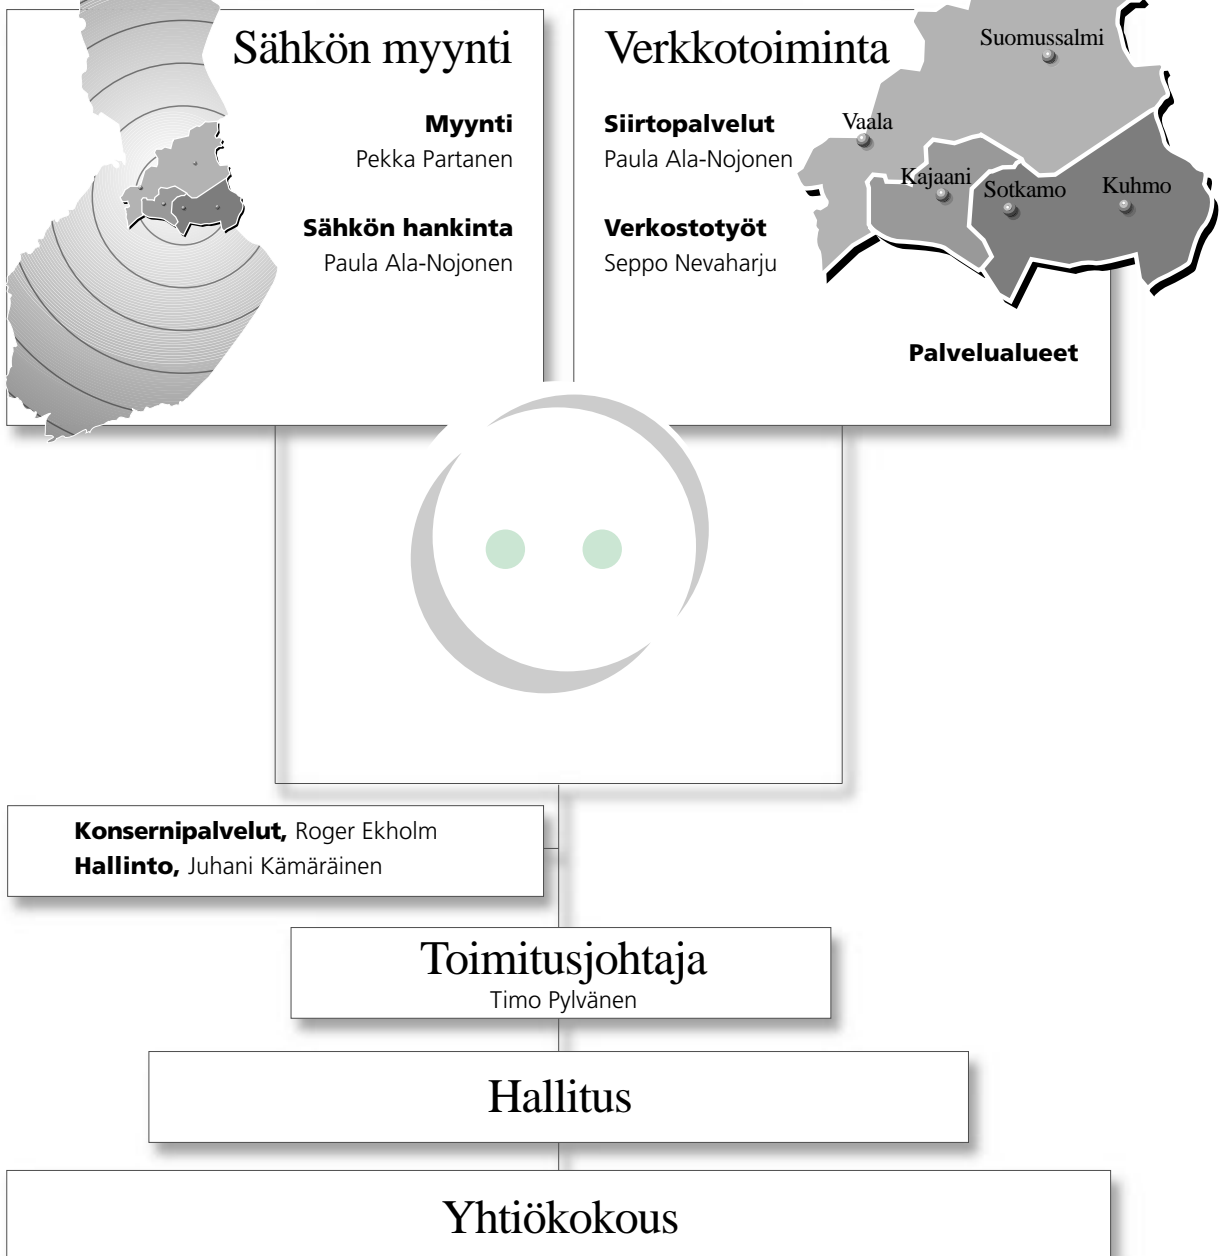 Sähkön myynti
Myynti
Pekka Partanen
Sähkön hankinta
Paula Ala-Nojonen
Verkkotoiminta
Siirtopalvelut
Paula Ala-Nojonen
Verkostotyöt
Seppo Nevaharju
Suomussalmi
Vaala
Kajaani
Sotkamo
Kuhmo
Palvelualueet
Konsernipalvelut, Roger Ekholm
Hallinto, Juhani Kämäräinen
Toimitusjohtaja
Timo Pylvänen
Hallitus
Yhtiökokous